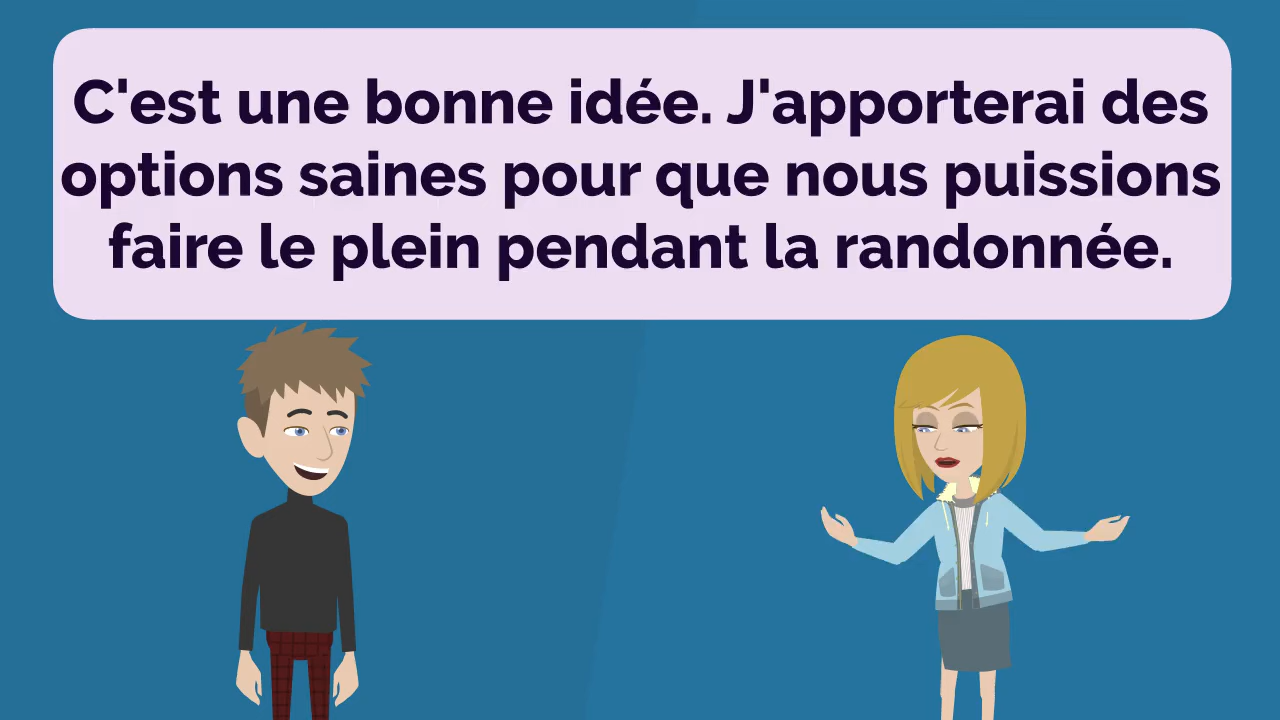 C'est une bonne idée. J'apporterai des
options saines pour que nous puissions
faire le plein pendant la randonnée.